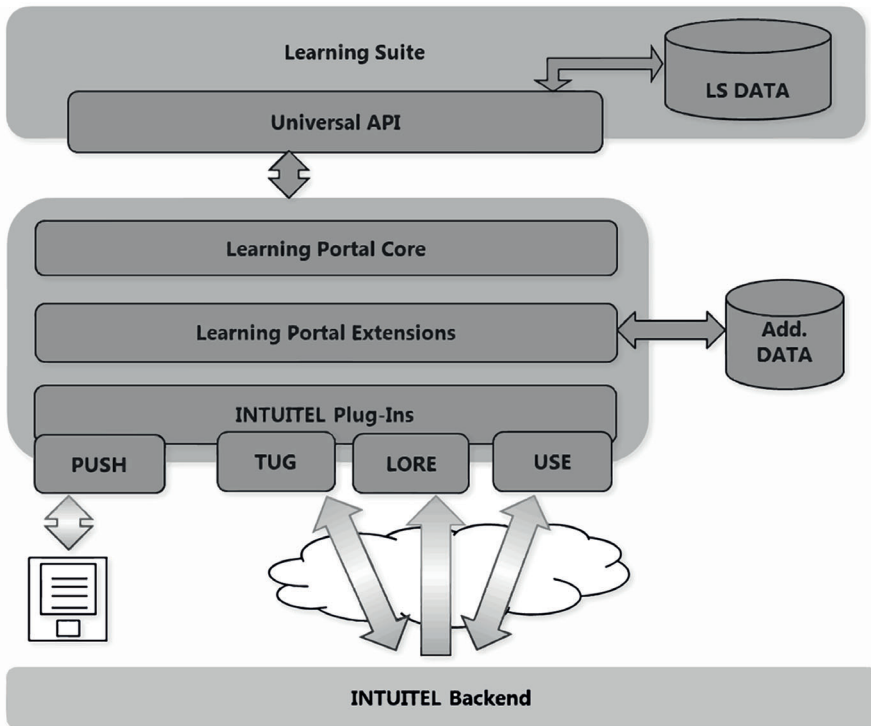 Learning Suite
LS DATA
Universal API
Learning Portal Core
Learning Portal Extensions
Add.
DATA
INTUITEL Plug-Ins
PUSH
TUG
LORE
USE
INTUITEL Backend